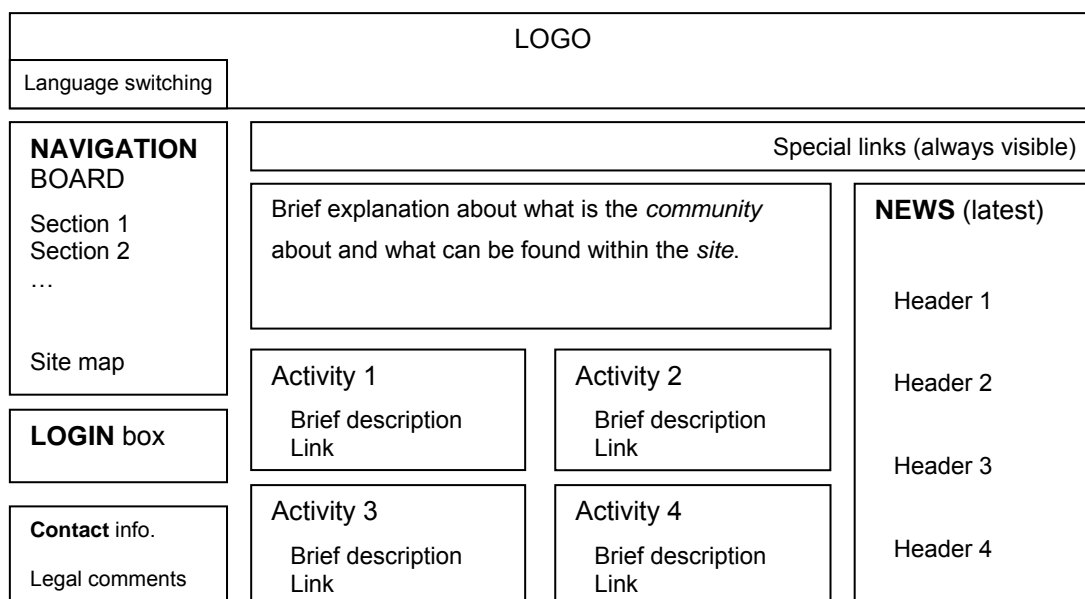 LOGO
Language switching
NAVIGATION
BOARD
Section 1
Section 2
…
Site map
LOGIN box
Contact info.
Legal comments
Special links (always visible)
Brief explanation about what is the community
about and what can be found within the site.
Activity 1
Brief description
Link
Activity 2
Brief description
Link
Activity 3
Brief description
Link
Activity 4
Brief description
Link
NEWS (latest)
Header 1
Header 2
Header 3
Header 4